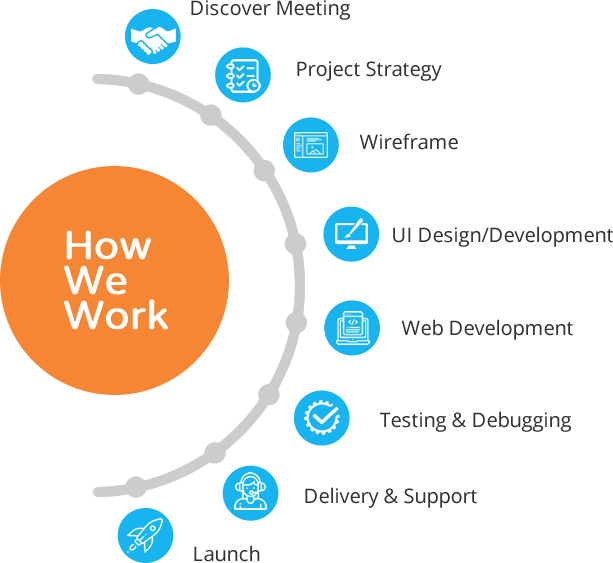 Discover Meeting
Project Strategy
Wireframe
UI Design/Development
How
We
Work
Web Development
Testing & Debugging
Delivery & Support
Launch